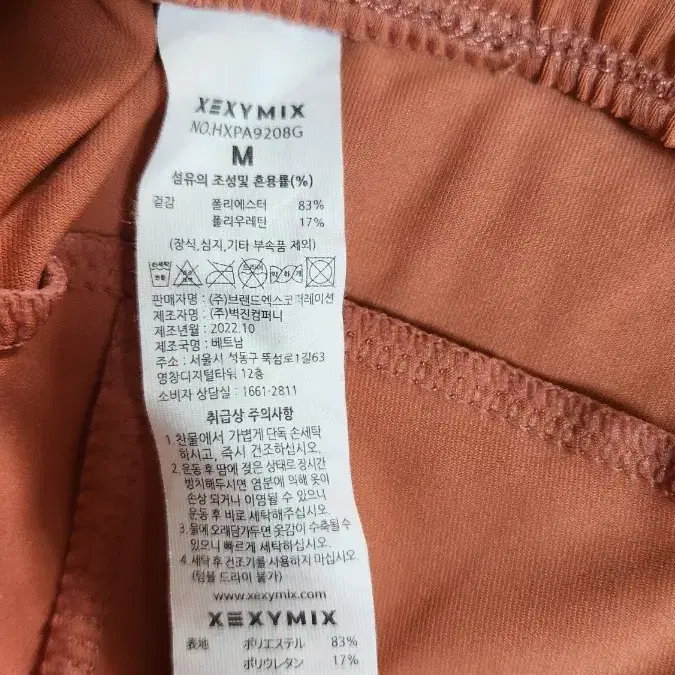 XEXYMIX
NO.HXPA9208G
M
섬유의 조성및 혼용률(%)
겉감 폴리에스터 83%
폴리우레탄 17%
(장식,심지,기타 부속품 제외)
판매자명 : (주)브랜드엑스코퍼레이션
제조자명 : (주)벽진컴퍼니
제조년월 : 2022.10
제조국명 : 베트남
주소 : 서울시 성동구 뚝섬로1길63
영창디지털타워 12층
소비자 상담실 : 1661-2811
취급상 주의사항
1. 찬물에서 가볍게 단독 손세탁
하시고, 즉시 건조하십시오.
2. 운동 후 땀에 젖은 상태로 장시간
방치해두시면 염분에 의해 옷이
손상 되거나 이염될 수 있으니
운동 후 바로 세탁해주십시오.
3. 물에 오래담가두면 옷감이 수축될 수
있으니 빠르게 세탁하십시오.
4. 세탁 후 건조기를 사용하지 마십시오.
(텀블 드라이 불가)
www.xexymix.com
XEXYMIX
表地 ポリエステル 83%
ポリウレタン 17%